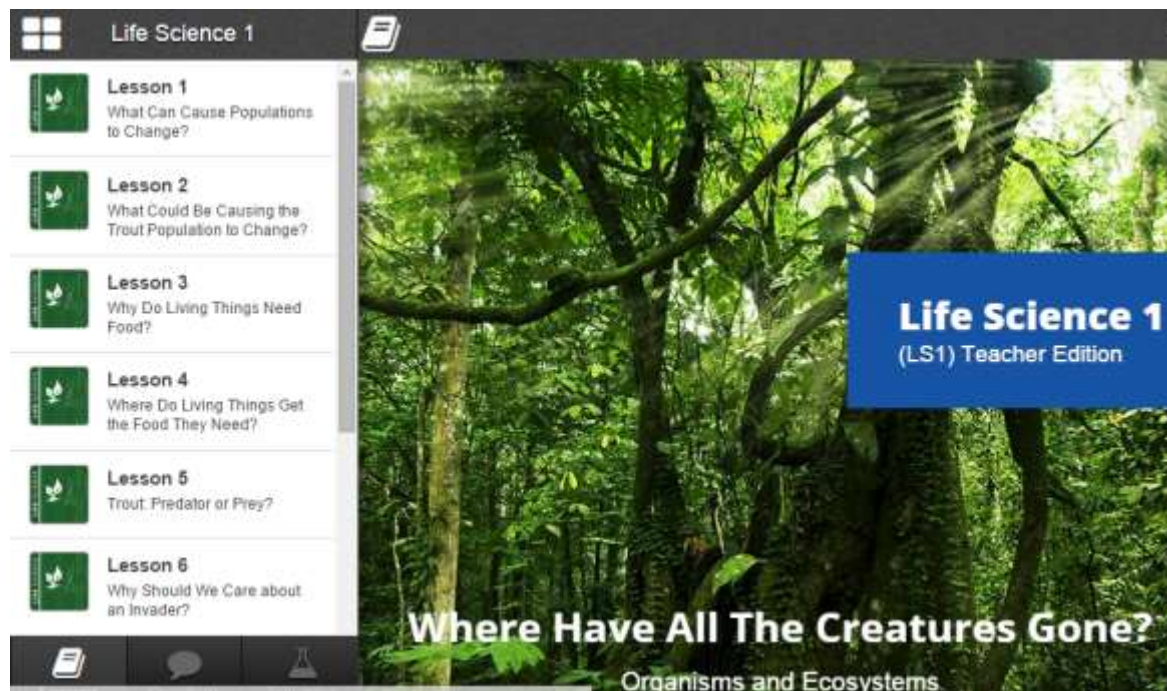 Life Science 1
Lesson 1
What Can Cause Populations
to Change?
Lesson 2
What Could Be Causing the
Trout Population to Change?
Lesson 3
Why Do Living Things Need
Food?
Lesson 4
Where Do Living Things Get
the Food They Need?
Lesson 5
Trout: Predator or Prey?
Lesson 6
Why Should We Care about
an Invader?
Life Science 1
(LS1) Teacher Edition
Where Have All The Creatures Gone?
Organisms and Ecosystems